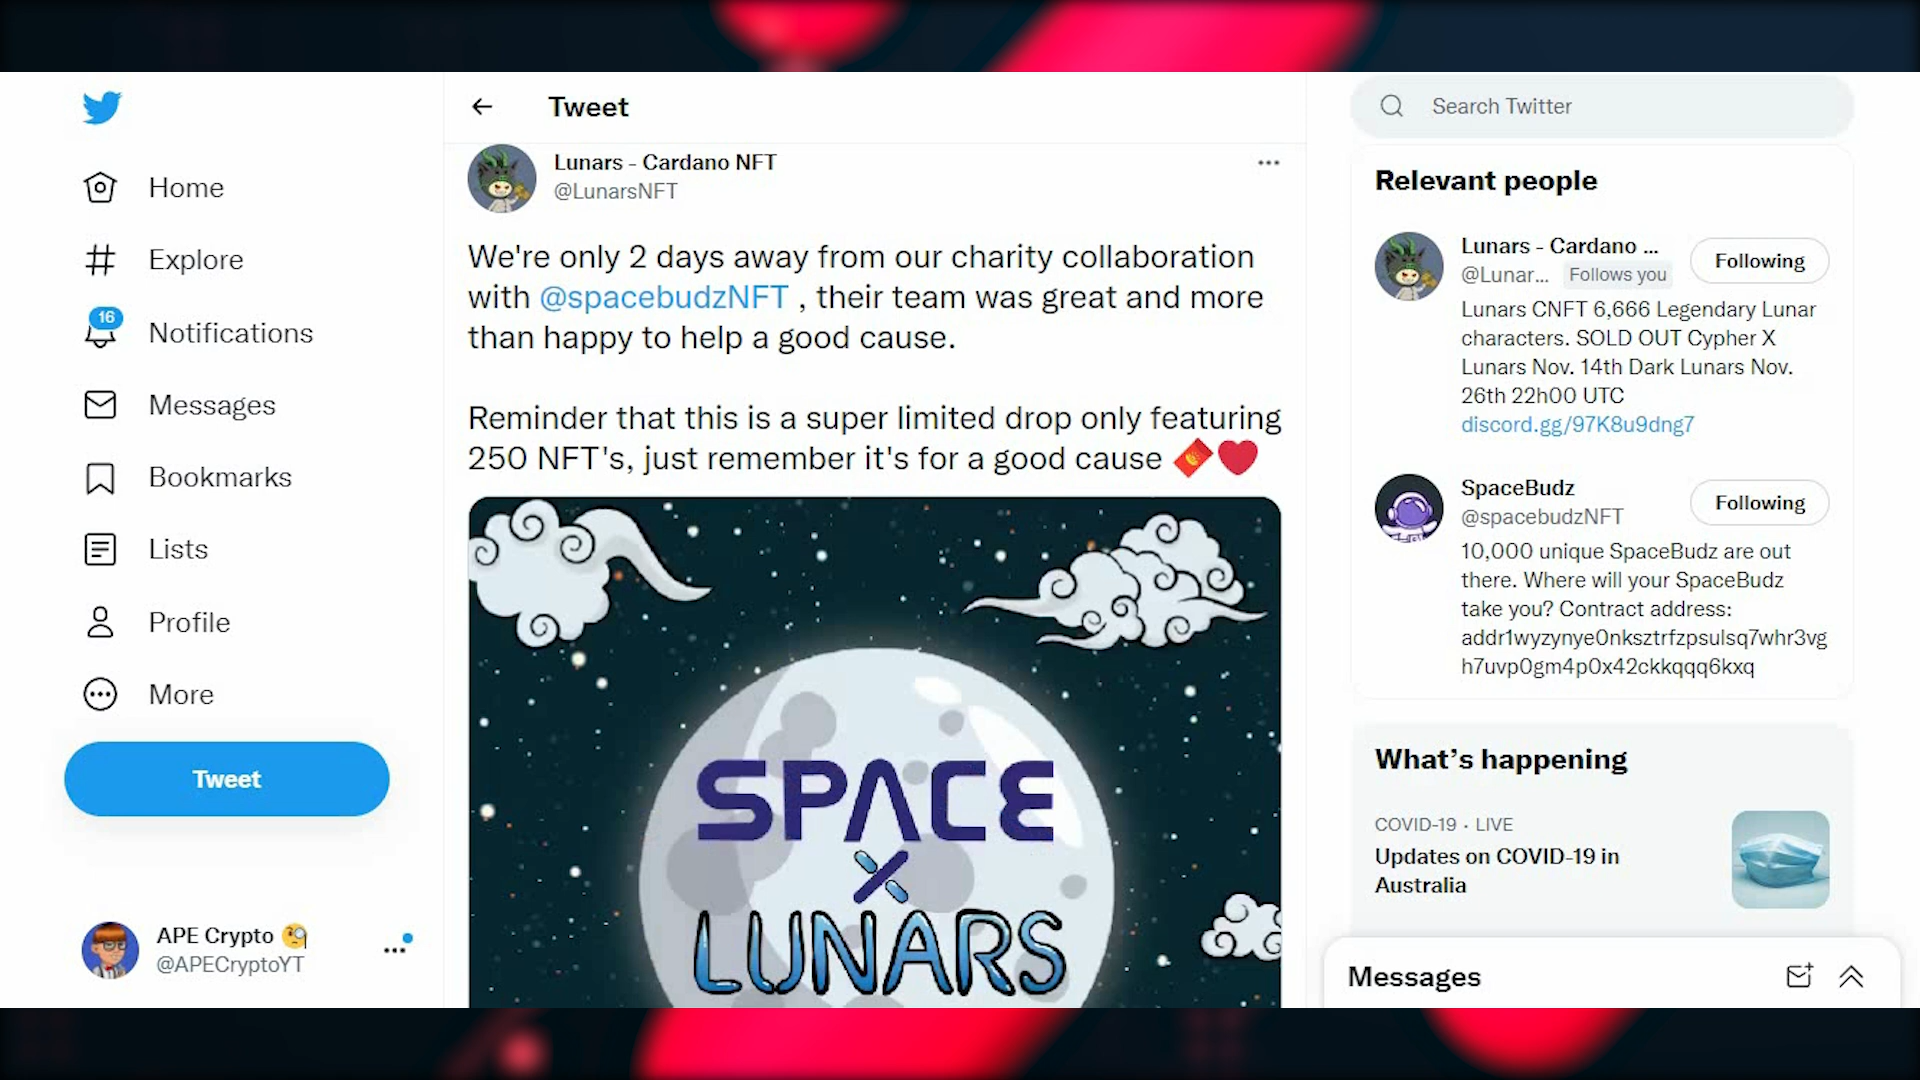 Home
Explore
16
Notifications
Messages
Bookmarks
Lists
Profile
More
Tweet
APE Crypto
@APECryptoYT
Tweet
Lunars - Cardano NFT
@LunarsNFT
We're only 2 days away from our charity collaboration
with @spacebudzNFT , their team was great and more
than happy to help a good cause.
Reminder that this is a super limited drop only featuring
250 NFT's, just remember it's for a good cause
SPACE
X
LUNARS
Search Twitter
Relevant people
Lunars - Cardano ...
Following
@Lunar... Follows you
Lunars CNFT 6,666 Legendary Lunar
characters. SOLD OUT Cypher X
Lunars Nov. 14th Dark Lunars Nov.
26th 22h00 UTC
discord.gg/97K8u9dng7
SpaceBudz
Following
@spacebudzNFT
10,000 unique SpaceBudz are out
there. Where will your SpaceBudz
take you? Contract address:
addr1wyzynye0nksztrfzpsulsq7whr3vg
h7uvp0gm4p0x42ckkqqq6kxq
What's happening
COVID-19 · LIVE
Updates on COVID-19 in
Australia
Messages